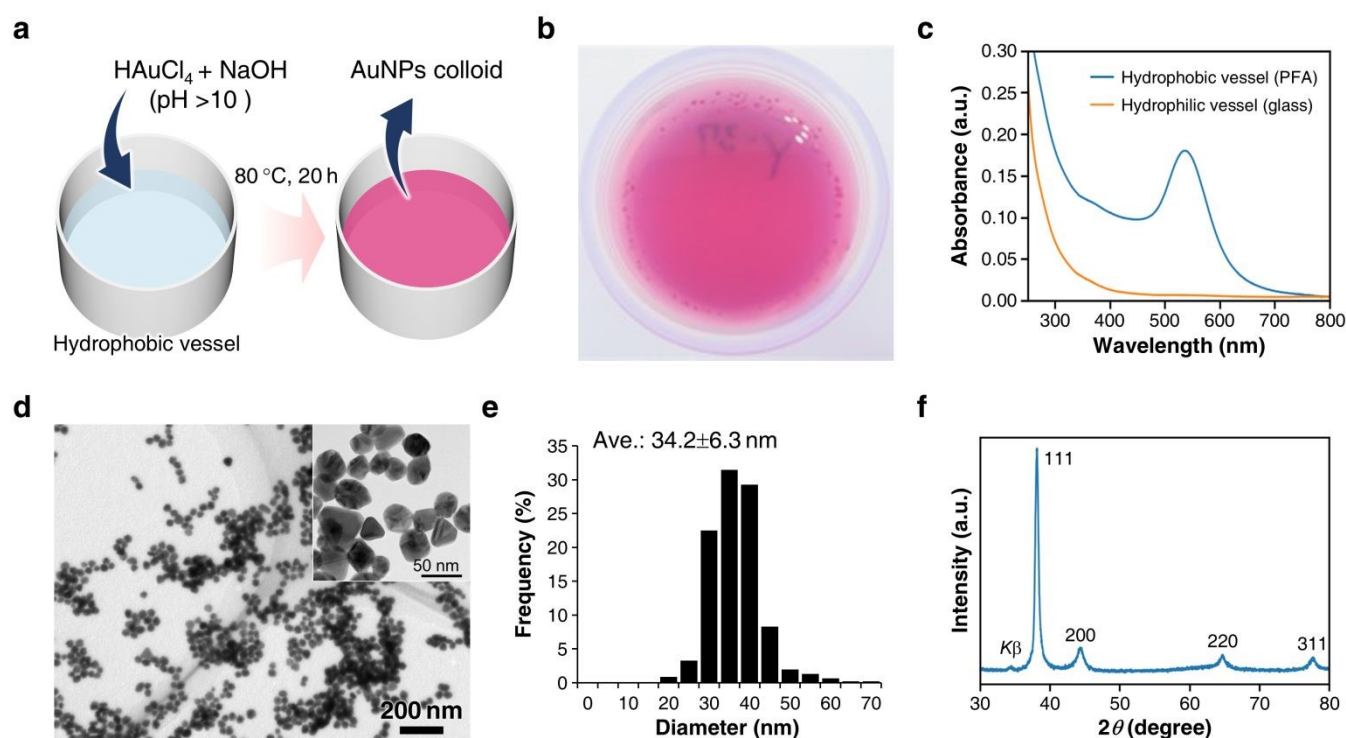 a
HAuCl₄ + NaOH
(pH >10 )
AuNPs colloid
80 °C, 20 h
Hydrophobic vessel
b
c
0.30
0.25
0.20
0.15
0.10
0.05
0.00
Absorbance (a.u.)
Hydrophobic vessel (PFA)
Hydrophilic vessel (glass)
300 400 500 600 700 800
Wavelength (nm)
d
50 nm
200 nm
e
Ave.: 34.2±6.3 nm
35
30
25
20
15
10
5
0
Frequency (%)
0 10 20 30 40 50 60 70
Diameter (nm)
f
Intensity (a.u.)
Kβ
111
200
220
311
30 40 50 60 70 80
2θ (degree)